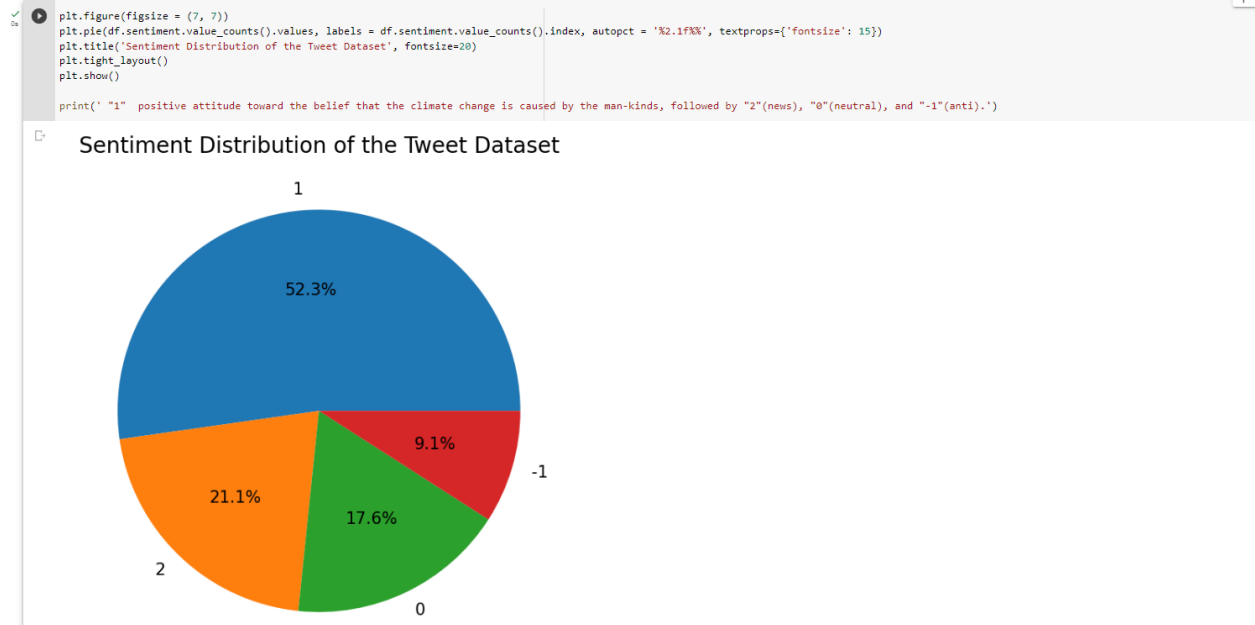 plt.figure(figsize = (7, 7))
plt.pie(df.sentiment.value_counts().values, labels = df.sentiment.value_counts().index, autopct = '%2.1f%%', textprops={'fontsize': 15})
plt.title('Sentiment Distribution of the Tweet Dataset', fontsize=20)
plt.tight_layout()
plt.show()
print(' "1"  positive attitude toward the belief that the climate change is caused by the man-kinds, followed by "2"(news), "0"(neutral), and "-1"(anti).')
Sentiment Distribution of the Tweet Dataset
1
52.3%
9.1%
-1
21.1%
17.6%
2
0